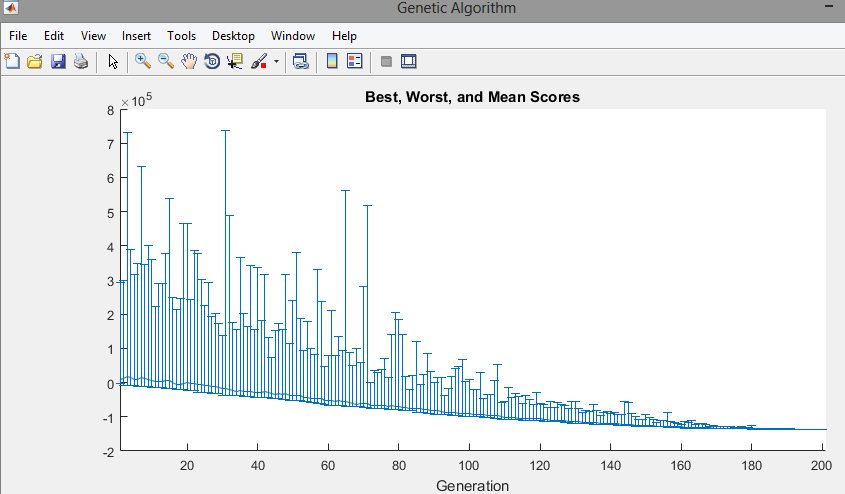 Genetic Algorithm
File Edit View Insert Tools Desktop Window Help
Best, Worst, and Mean Scores
×10^5
8
7
6
5
4
3
2
1
0
-1
-2
20 40 60 80 100 120 140 160 180 200
Generation